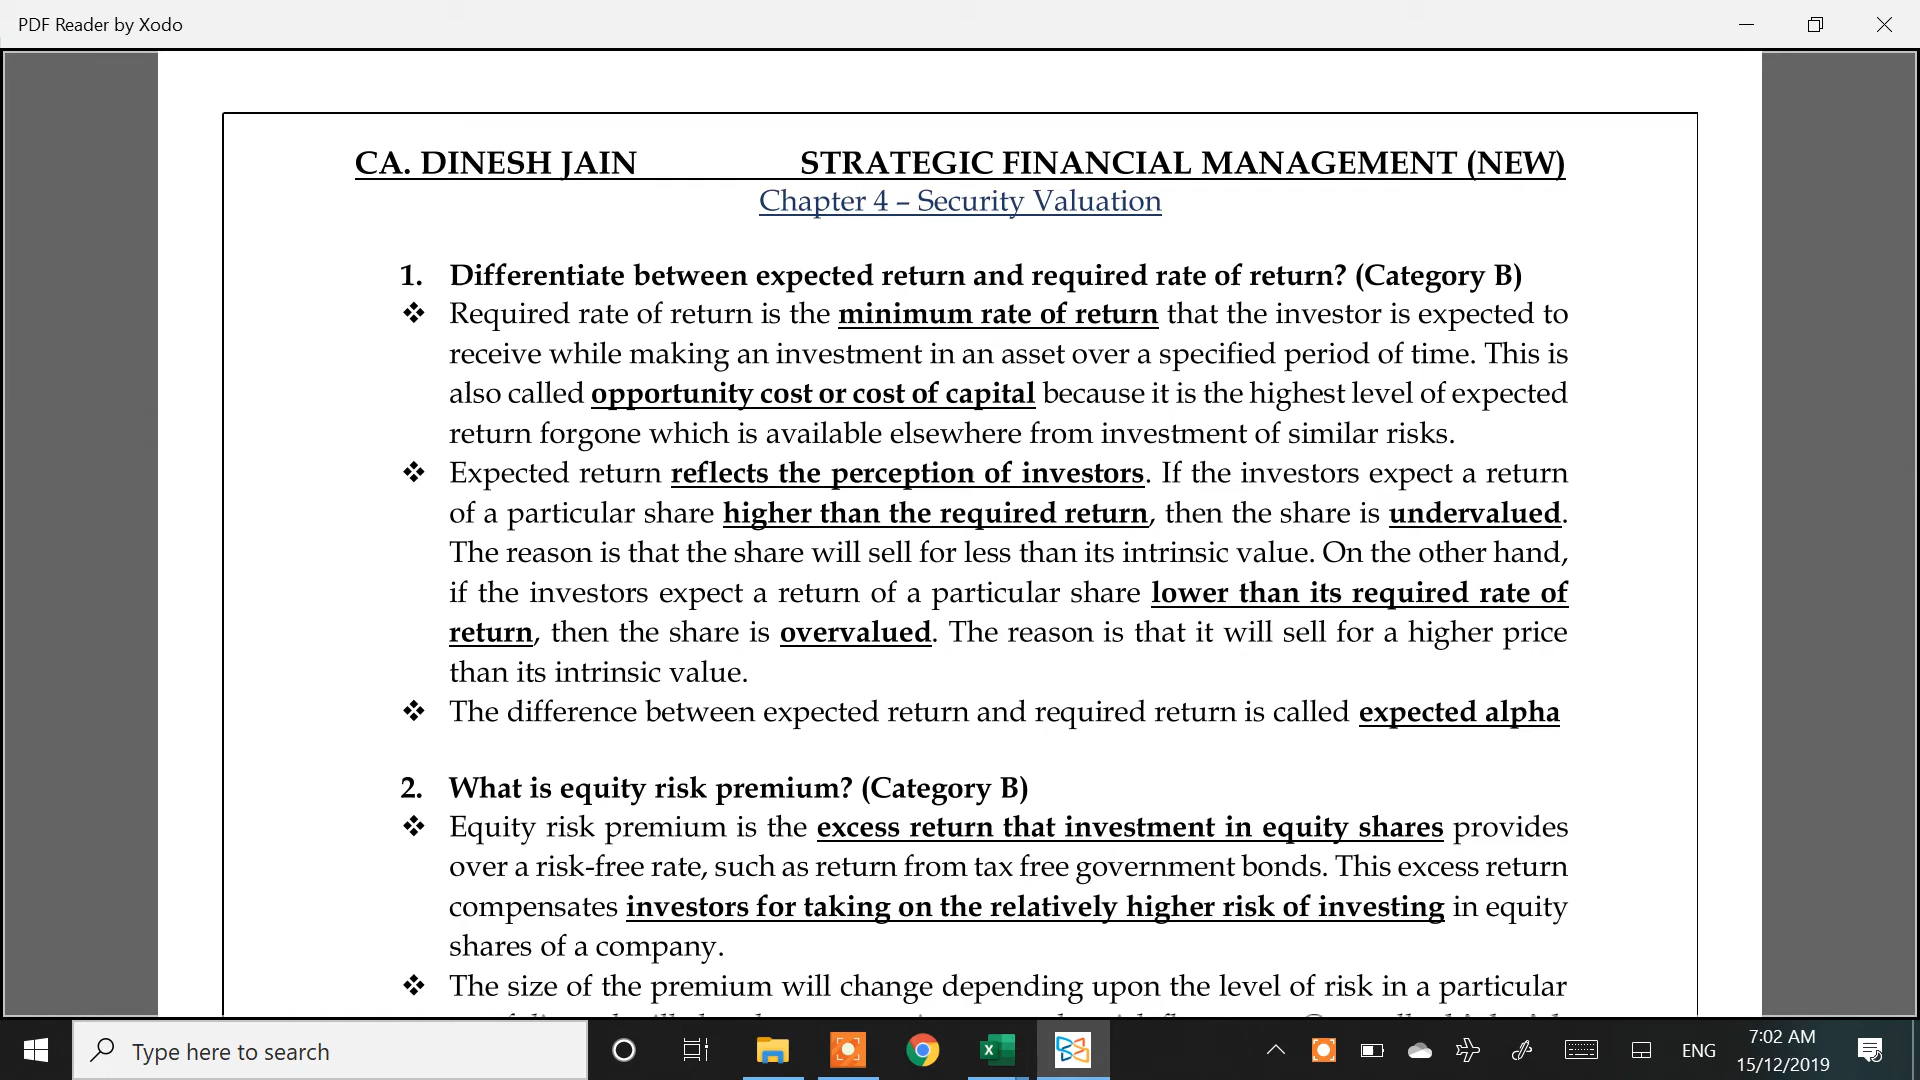 PDF Reader by Xodo
CA. DINESH JAIN STRATEGIC FINANCIAL MANAGEMENT (NEW)
Chapter 4 – Security Valuation
1. Differentiate between expected return and required rate of return? (Category B)
❖ Required rate of return is the minimum rate of return that the investor is expected to
receive while making an investment in an asset over a specified period of time. This is
also called opportunity cost or cost of capital because it is the highest level of expected
return forgone which is available elsewhere from investment of similar risks.
❖ Expected return reflects the perception of investors. If the investors expect a return
of a particular share higher than the required return, then the share is undervalued.
The reason is that the share will sell for less than its intrinsic value. On the other hand,
if the investors expect a return of a particular share lower than its required rate of
return, then the share is overvalued. The reason is that it will sell for a higher price
than its intrinsic value.
❖ The difference between expected return and required return is called expected alpha
2. What is equity risk premium? (Category B)
❖ Equity risk premium is the excess return that investment in equity shares provides
over a risk-free rate, such as return from tax free government bonds. This excess return
compensates investors for taking on the relatively higher risk of investing in equity
shares of a company.
❖ The size of the premium will change depending upon the level of risk in a particular
Type here to search
ENG
7:02 AM
15/12/2019